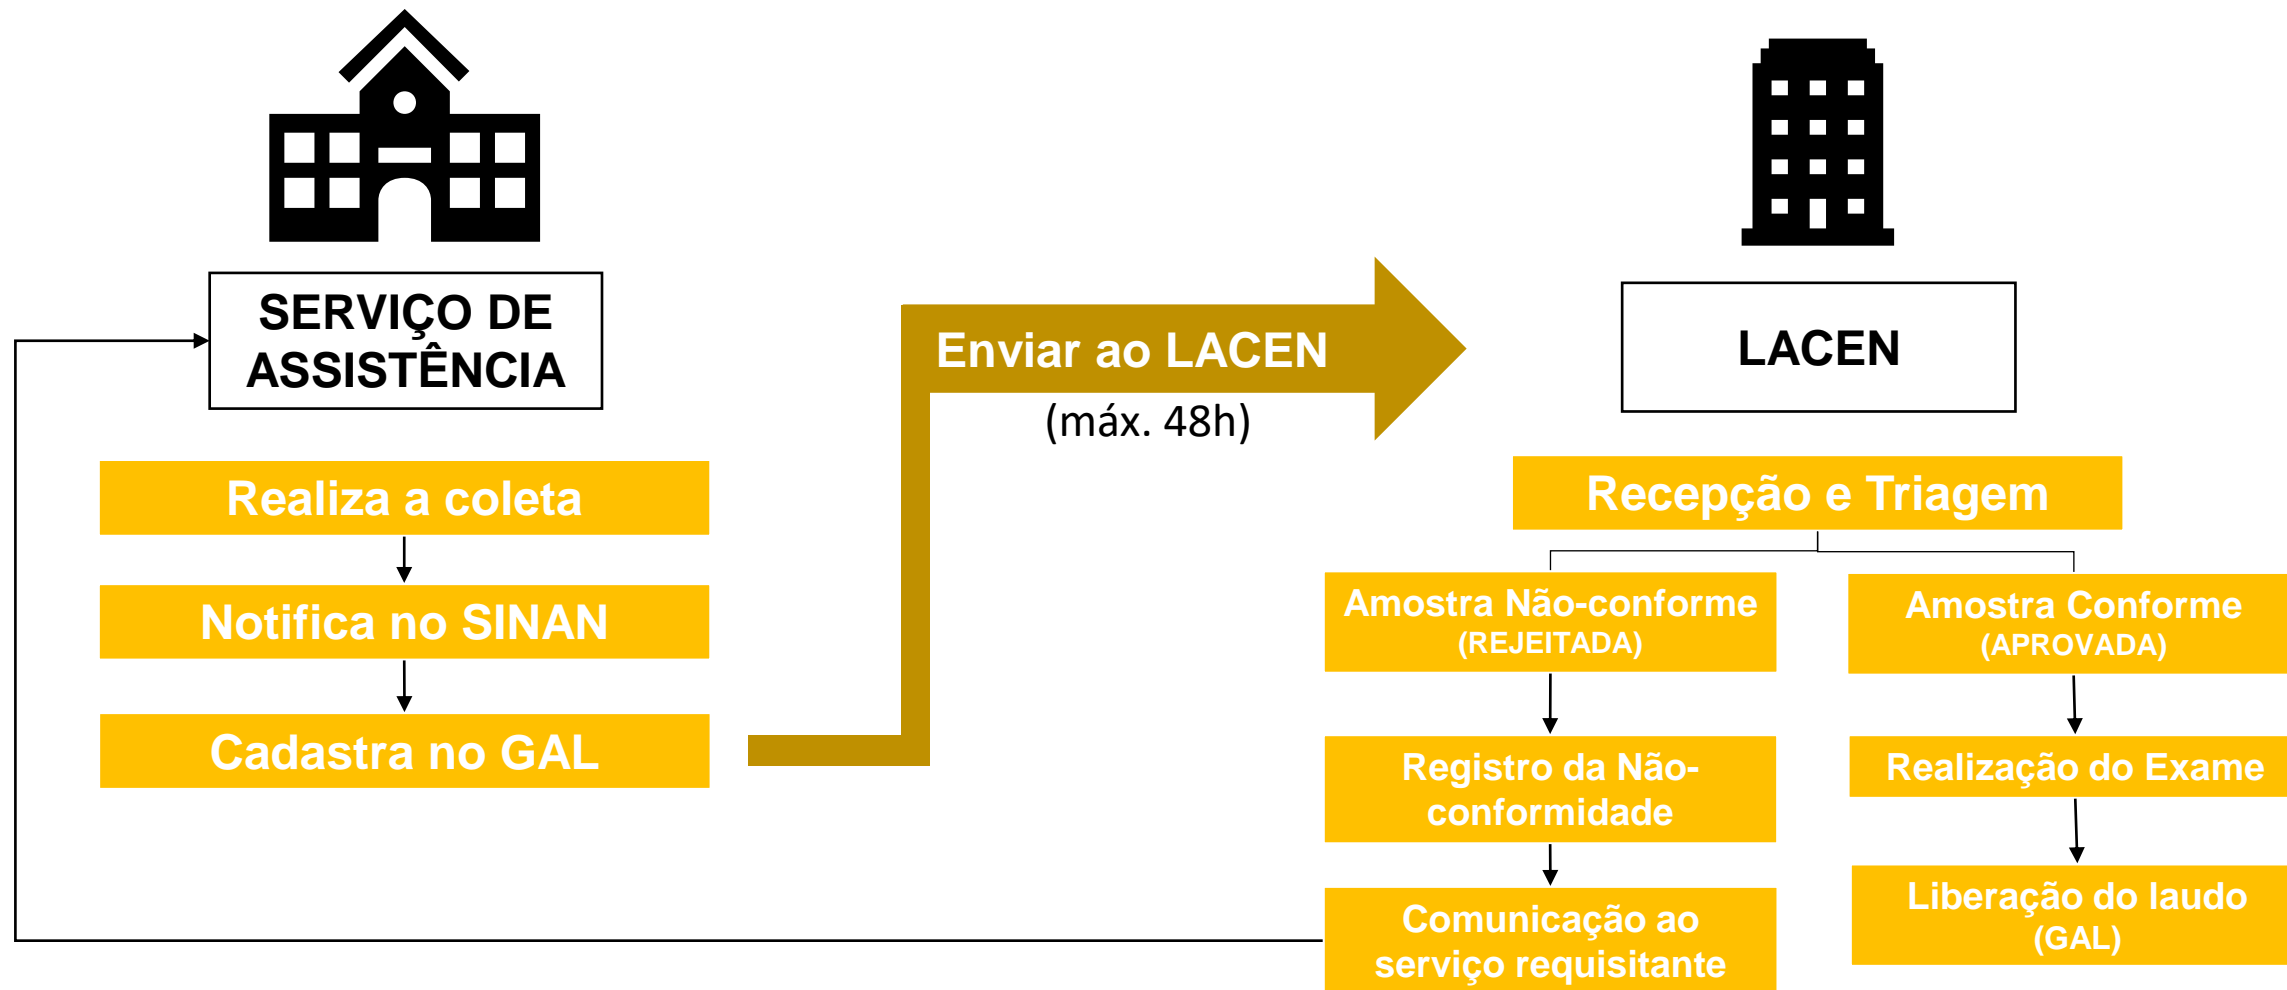 SERVIÇO DE
ASSISTÊNCIA
Realiza a coleta
Notifica no SINAN
Cadastra no GAL
Enviar ao LACEN
(máx. 48h)
LACEN
Recepção e Triagem
Amostra Não-conforme
(REJEITADA)
Registro da Não-
conformidade
Comunicação ao
serviço requisitante
Amostra Conforme
(APROVADA)
Realização do Exame
Liberação do laudo
(GAL)